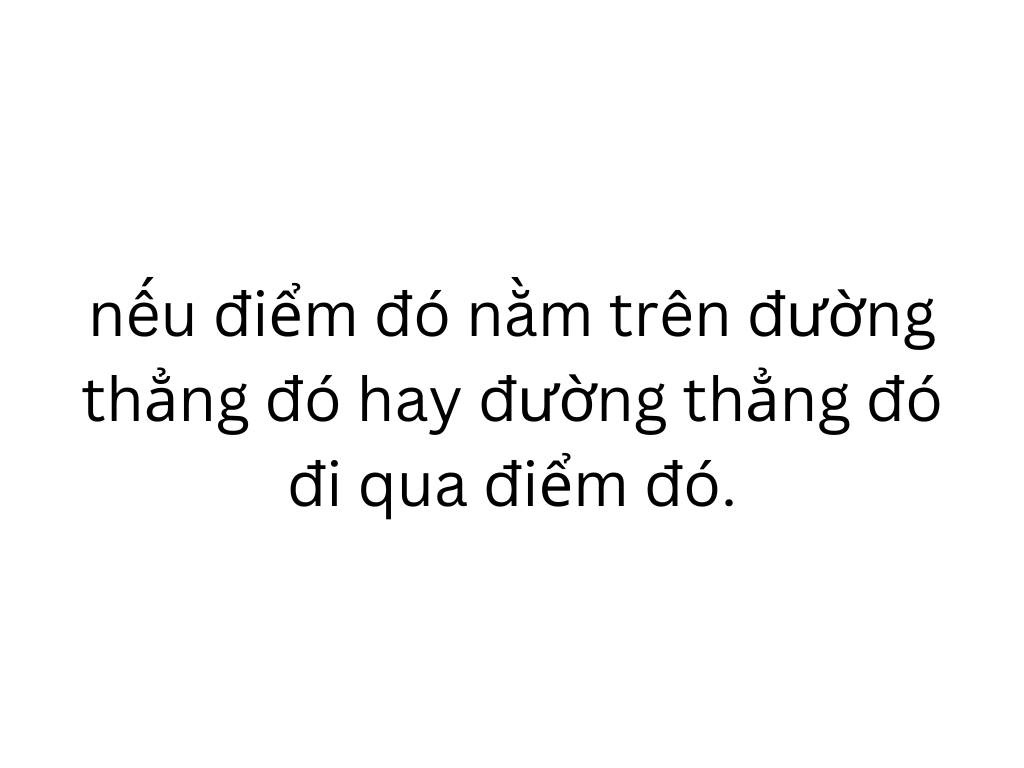 nếu điểm đó nằm trên đường
thẳng đó hay đường thẳng đó
đi qua điểm đó.